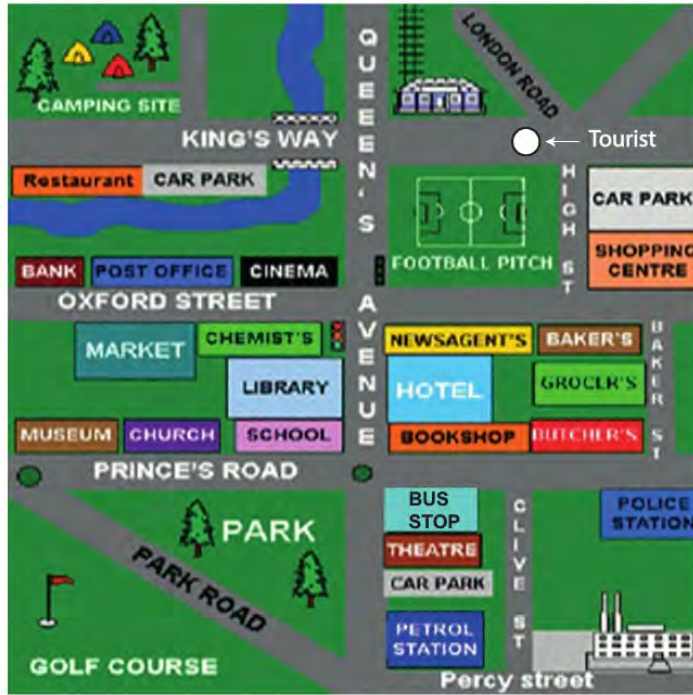 LONDON ROAD
CAMPING SITE
KING'S WAY
QUEEN'S AVENUE
← Tourist
Restaurant
CAR PARK
HIGH ST
CAR PARK
FOOTBALL PITCH
SHOPPING CENTRE
BANK
POST OFFICE
CINEMA
OXFORD STREET
MARKET
CHEMIST'S
NEWSAGENT'S
BAKER'S
BAKER ST
LIBRARY
HOTEL
GROCLR'S
MUSEUM
CHURCH
SCHOOL
BOOKSHOP
BUTCHER'S
PRINCE'S ROAD
BUS
STOP
CLIVE ST
POLICE
STATION
PARK
THEATRE
PARK ROAD
CAR PARK
PETROL
STATION
GOLF COURSE
Percy street